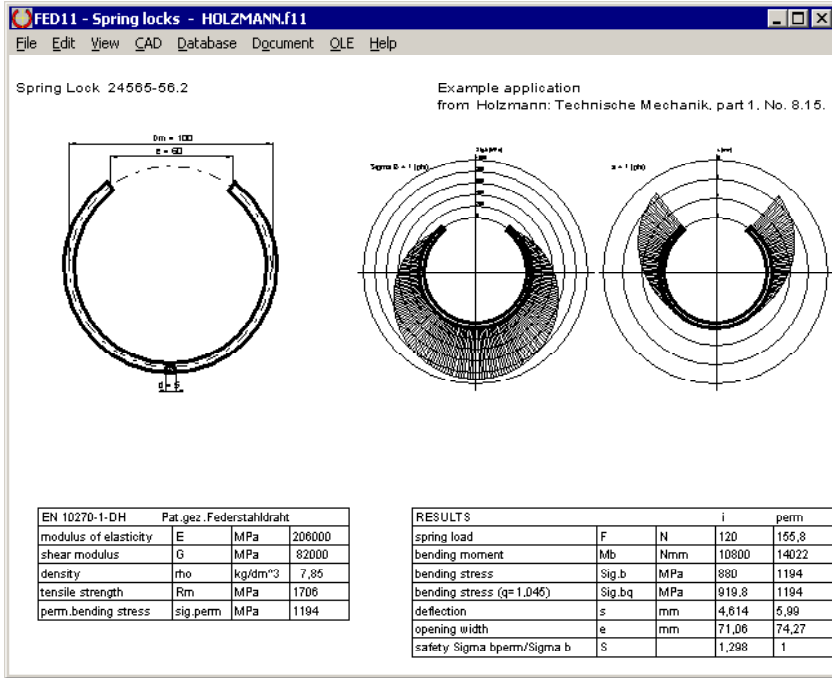 FED11 - Spring locks - HOLZMANN.f11
File Edit View CAD Database Document OLE Help
Spring Lock 24565-56.2
Example application
from Holzmann: Technische Mechanik, part 1, No. 8.15.
Dm = 100
e = 60
d = 5
EN 10270-1-DH Pat.gez.Federstahldraht
modulus of elasticity E MPa 206000
shear modulus G MPa 82000
density rho kg/dm^3 7,85
tensile strength Rm MPa 1706
perm.bending stress sig.perm MPa 1194
RESULTS i perm
spring load F N 120 155,8
bending moment Mb Nmm 10800 14022
bending stress Sig.b MPa 880 1194
bending stress (q=1,045) Sig.bq MPa 919,8 1194
deflection s mm 4,614 5,99
opening width e mm 71,06 74,27
safety Sigma bperm/Sigma b S 1,298 1